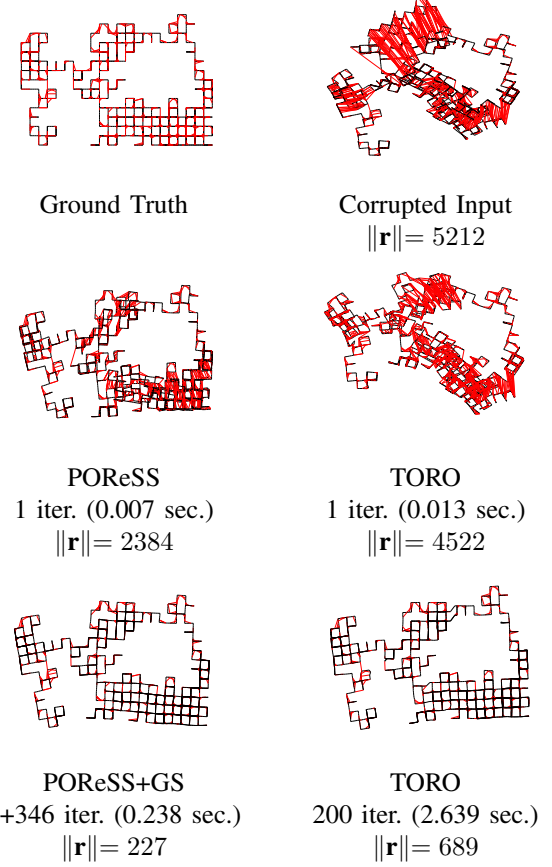 Ground Truth
Corrupted Input
‖r‖= 5212
POReSS
1 iter. (0.007 sec.)
‖r‖= 2384
TORO
1 iter. (0.013 sec.)
‖r‖= 4522
POReSS+GS
+346 iter. (0.238 sec.)
‖r‖= 227
TORO
200 iter. (2.639 sec.)
‖r‖= 689